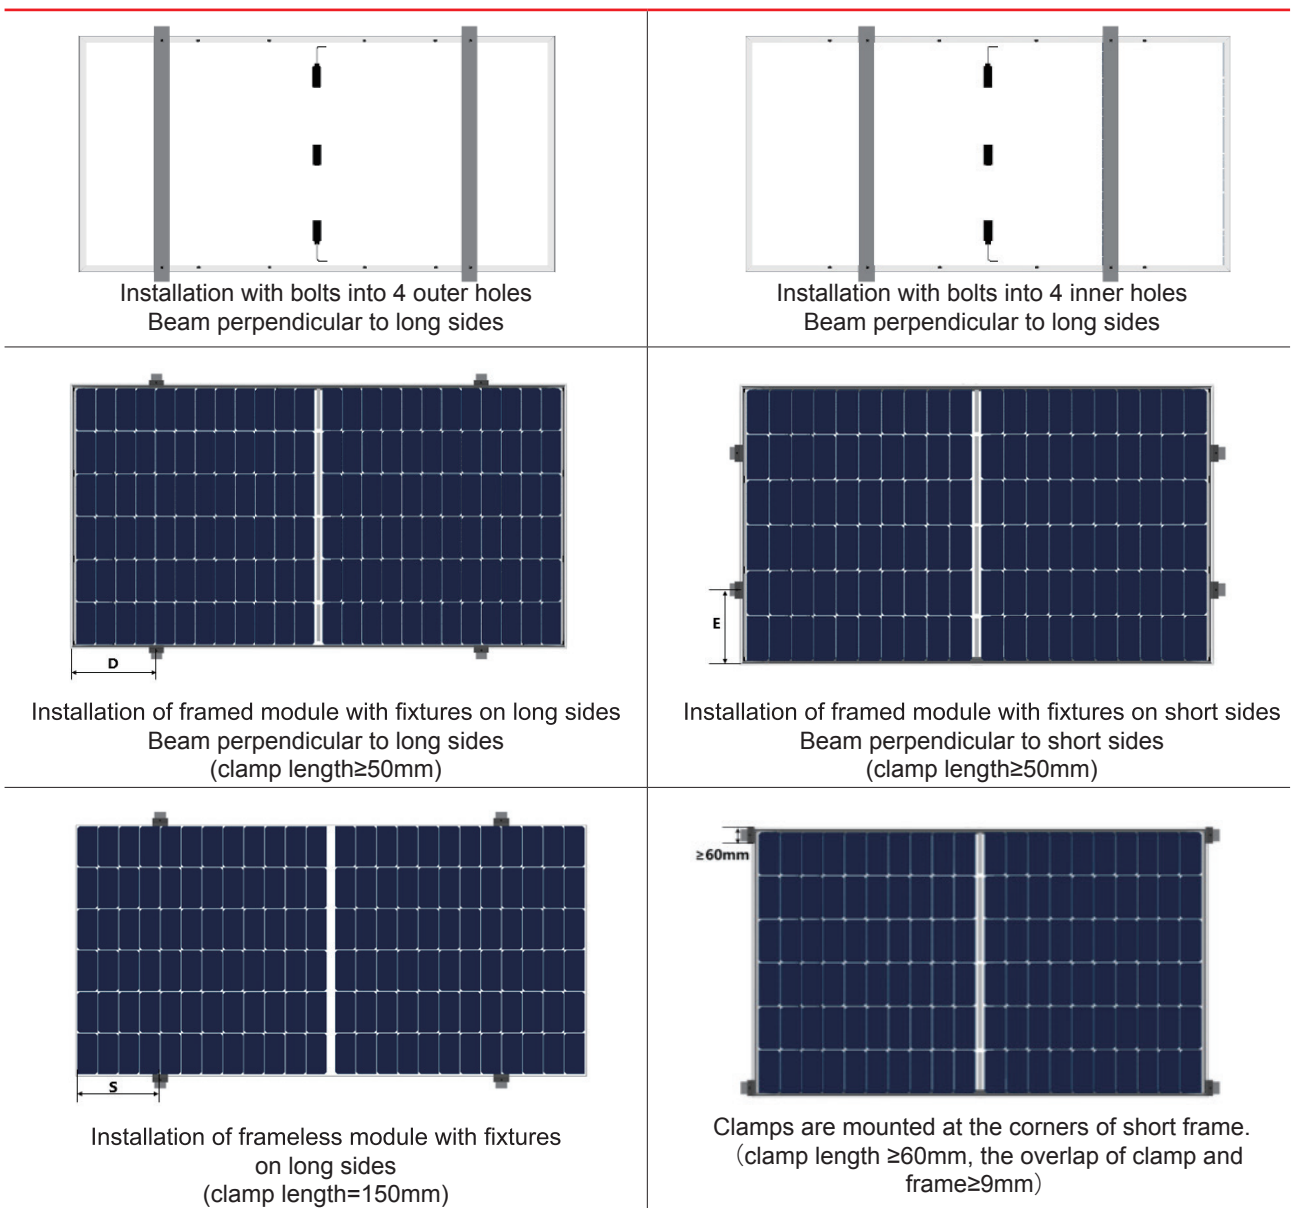 Installation with bolts into 4 outer holes
Beam perpendicular to long sides
Installation with bolts into 4 inner holes
Beam perpendicular to long sides
D
Installation of framed module with fixtures on long sides
Beam perpendicular to long sides
(clamp length≥50mm)
E
Installation of framed module with fixtures on short sides
Beam perpendicular to short sides
(clamp length≥50mm)
S
Installation of frameless module with fixtures
on long sides
(clamp length=150mm)
≥60mm
Clamps are mounted at the corners of short frame.
（clamp length ≥60mm, the overlap of clamp and
frame≥9mm）